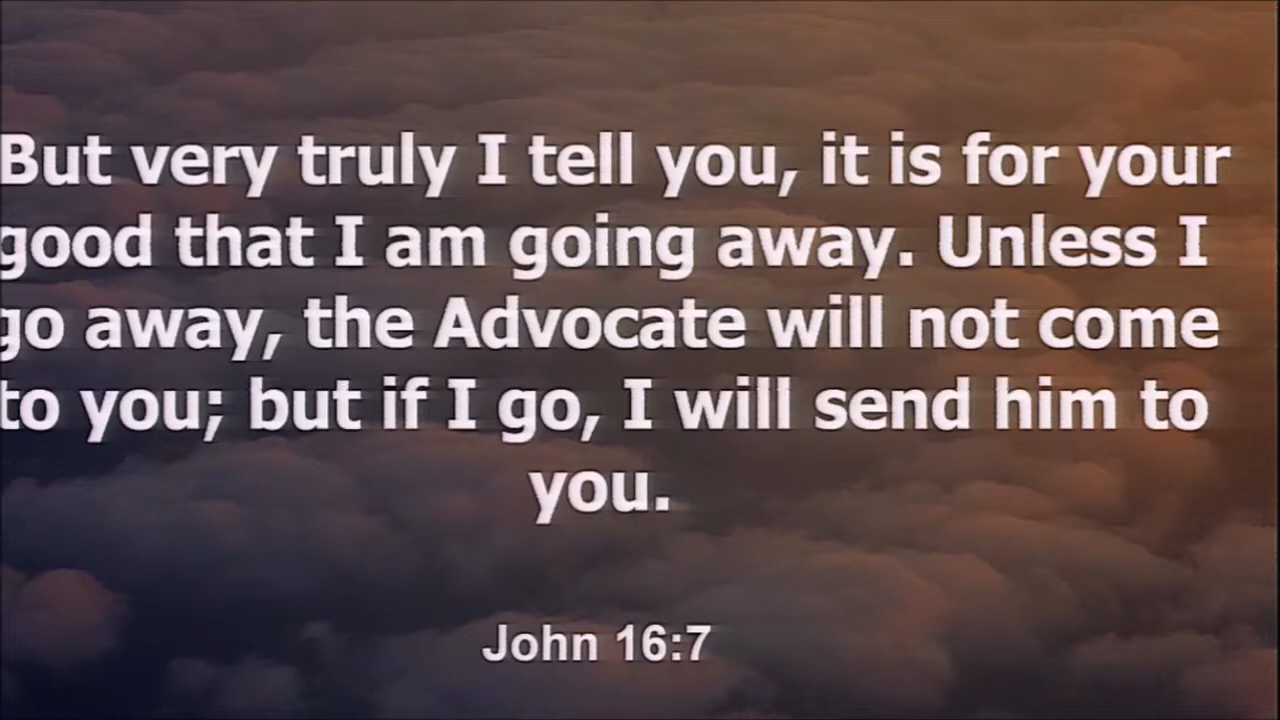 But very truly I tell you, it is for your
good that I am going away. Unless I
go away, the Advocate will not come
to you; but if I go, I will send him to
you.
John 16:7